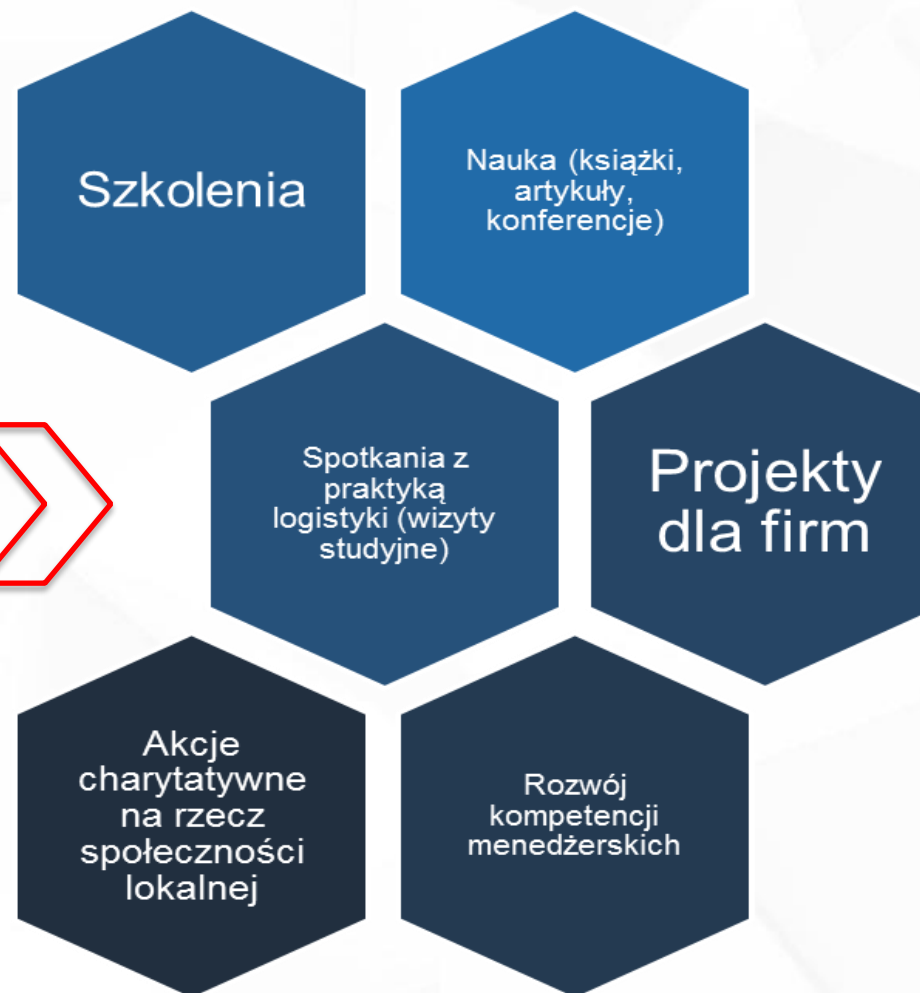 Szkolenia
Nauka (książki,
artykuły,
konferencje)
Spotkania z
praktyką
logistyki (wizyty
studyjne)
Projekty
dla firm
Akcje
charytatywne
na rzecz
społeczności
lokalnej
Rozwój
kompetencji
menedżerskich